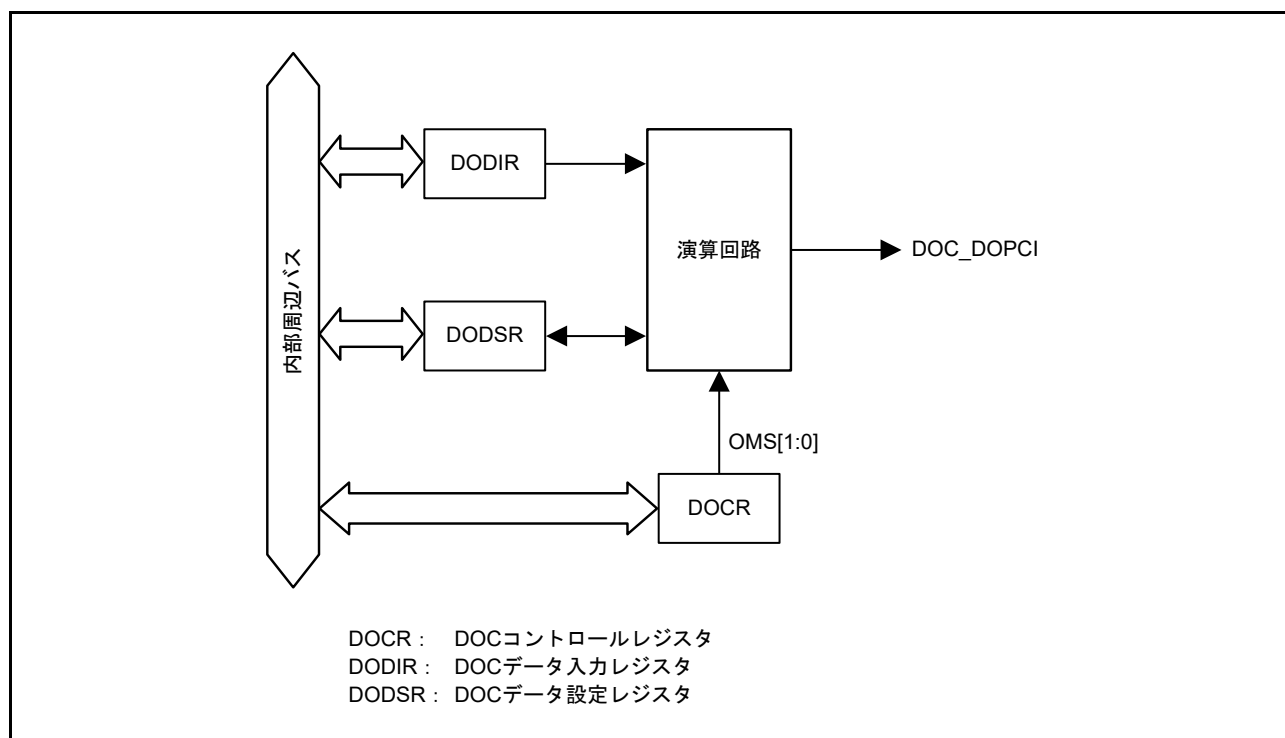 内部周辺バス
DODIR
演算回路
DOC_DOPCI
DODSR
OMS[1:0]
DOCR
DOCR： DOCコントロールレジスタ
DODIR： DOCデータ入力レジスタ
DODSR： DOCデータ設定レジスタ